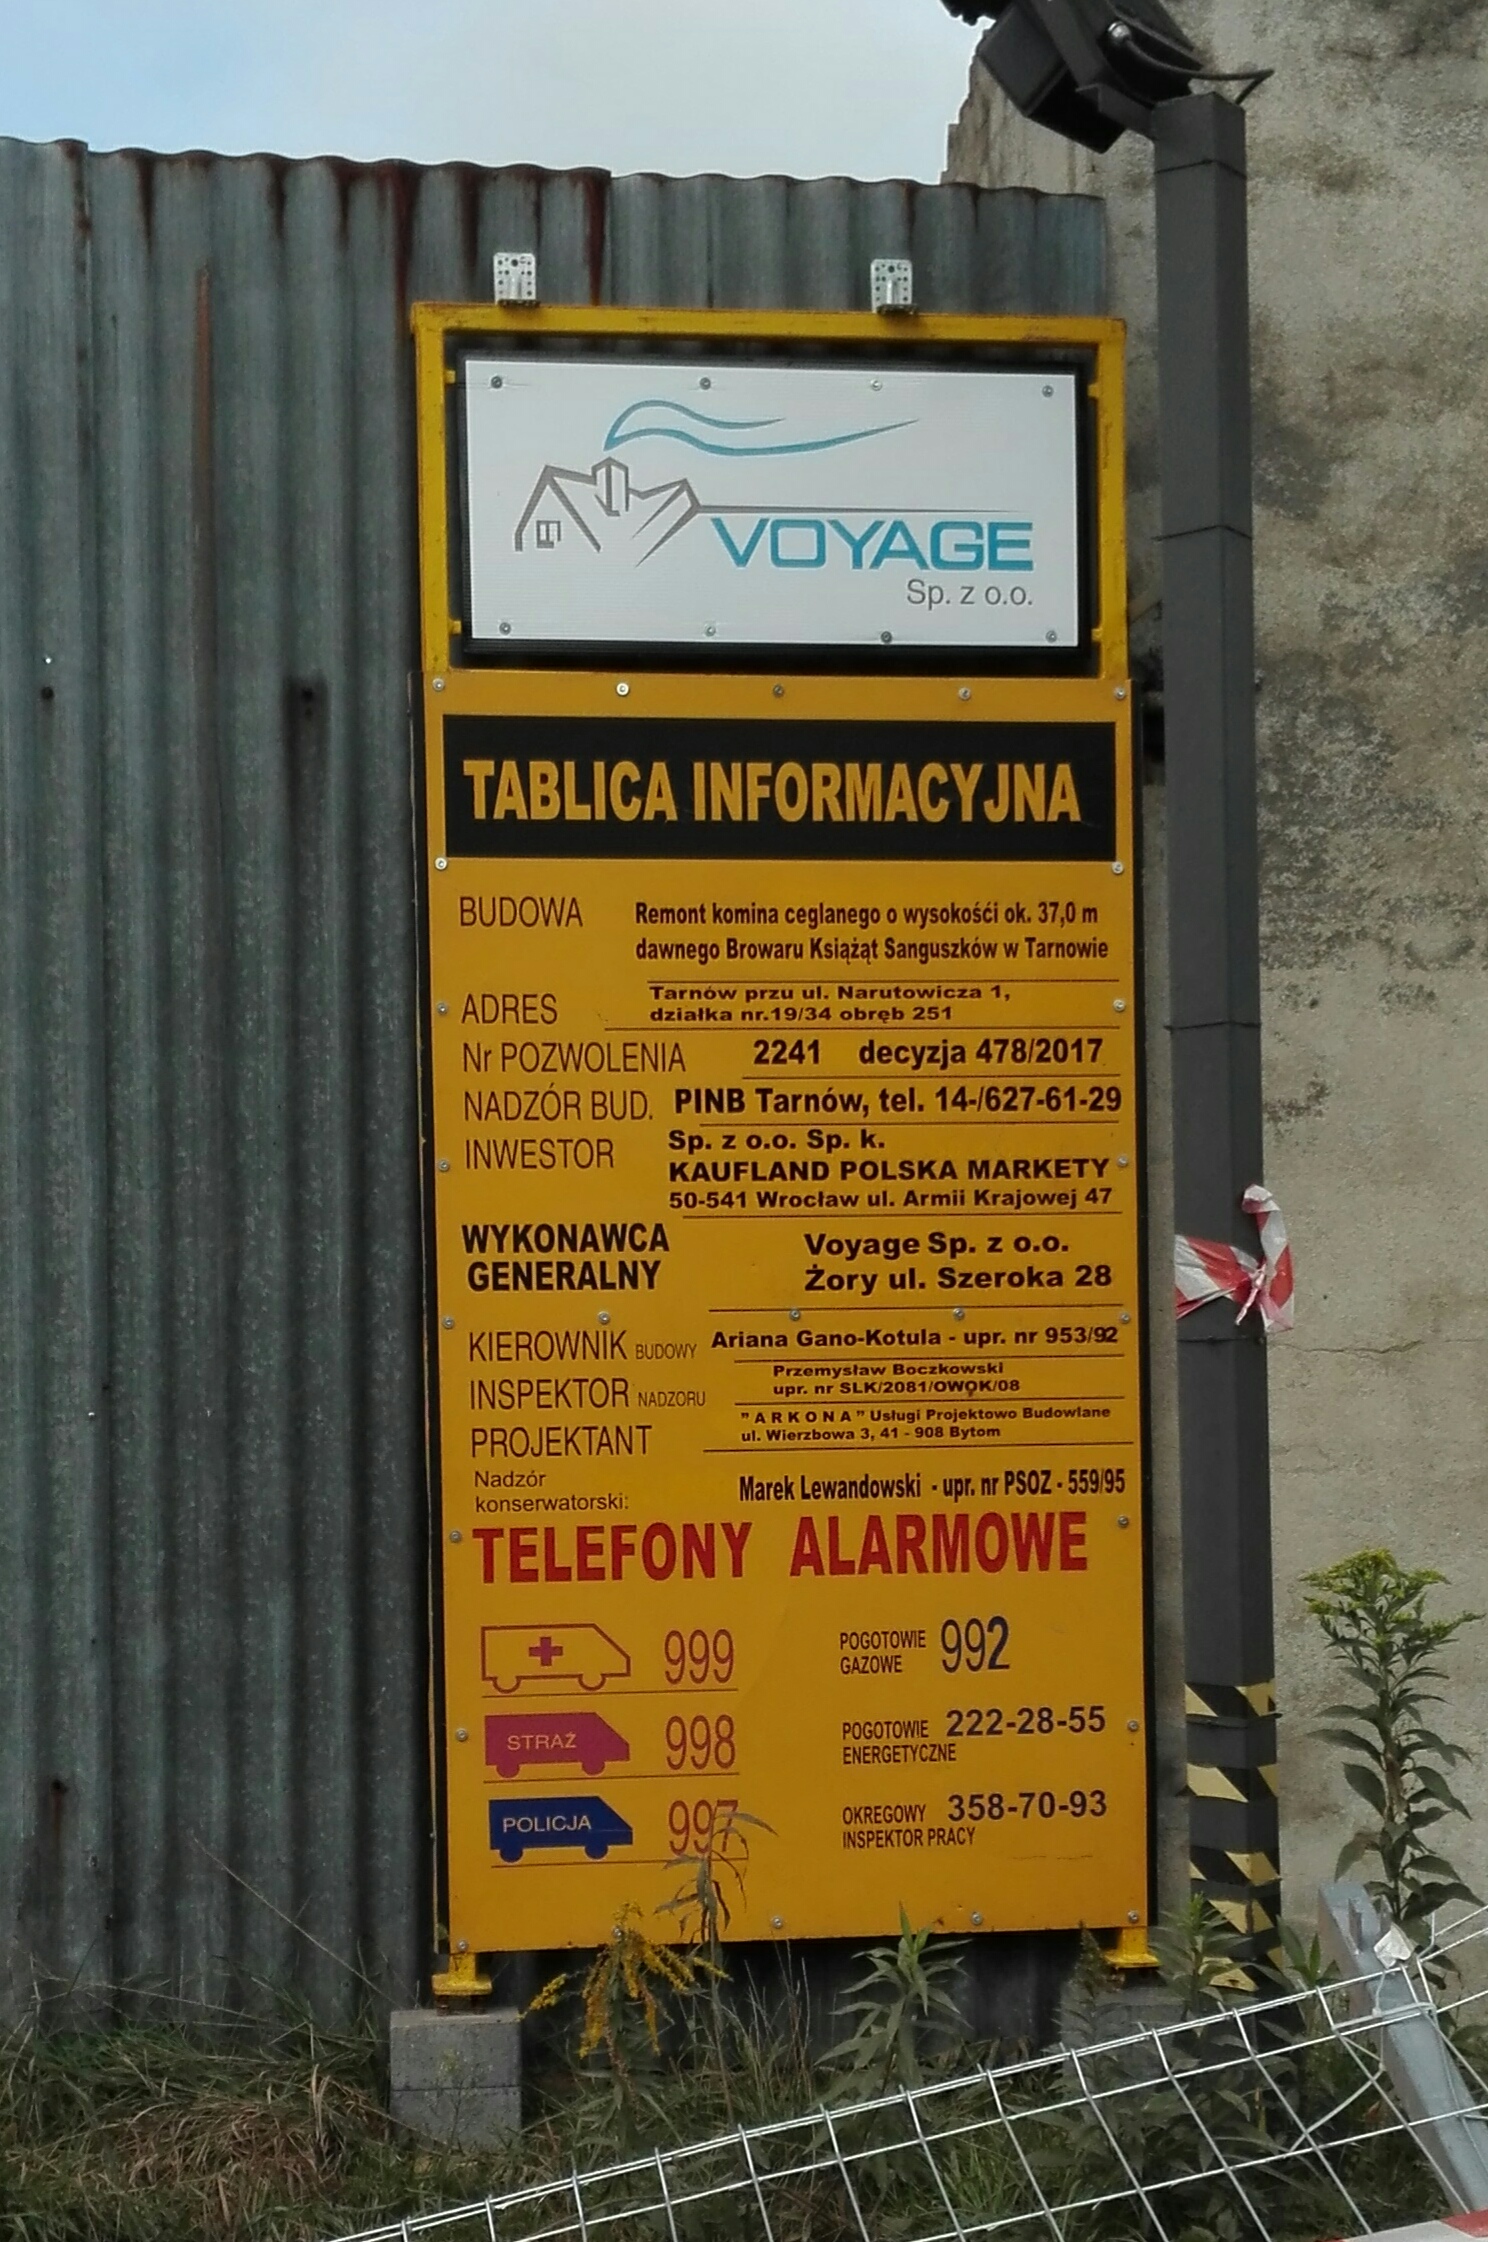 VOYAGE
Sp. z o.o.
TABLICA INFORMACYJNA
BUDOWA Remont komina ceglanego o wysokośći ok. 37,0 m
dawnego Browaru Książąt Sanguszków w Tarnowie
ADRES Tarnów przu ul. Narutowicza 1,
działka nr.19/34 obręb 251
Nr POZWOLENIA 2241 decyzja 478/2017
NADZÓR BUD. PINB Tarnów, tel. 14-/627-61-29
INWESTOR Sp. z o.o. Sp. k.
KAUFLAND POLSKA MARKETY
50-541 Wrocław ul. Armii Krajowej 47
WYKONAWCA Voyage Sp. z o.o.
GENERALNY Żory ul. Szeroka 28
KIEROWNIK BUDOWY Ariana Gano-Kotula - upr. nr 953/92
INSPEKTOR NADZORU Przemysław Boczkowski
upr. nr SLK/2081/OWOK/08
PROJEKTANT "ARKONA" Usługi Projektowo Budowlane
ul. Wierzbowa 3, 41 - 908 Bytom
Nadzór
konserwatorski: Marek Lewandowski - upr. nr PSOZ - 559/95
TELEFONY ALARMOWE
999 POGOTOWIE 992
GAZOWE
STRAŻ 998 POGOTOWIE 222-28-55
ENERGETYCZNE
POLICJA 997 OKREGOWY 358-70-93
INSPEKTOR PRACY